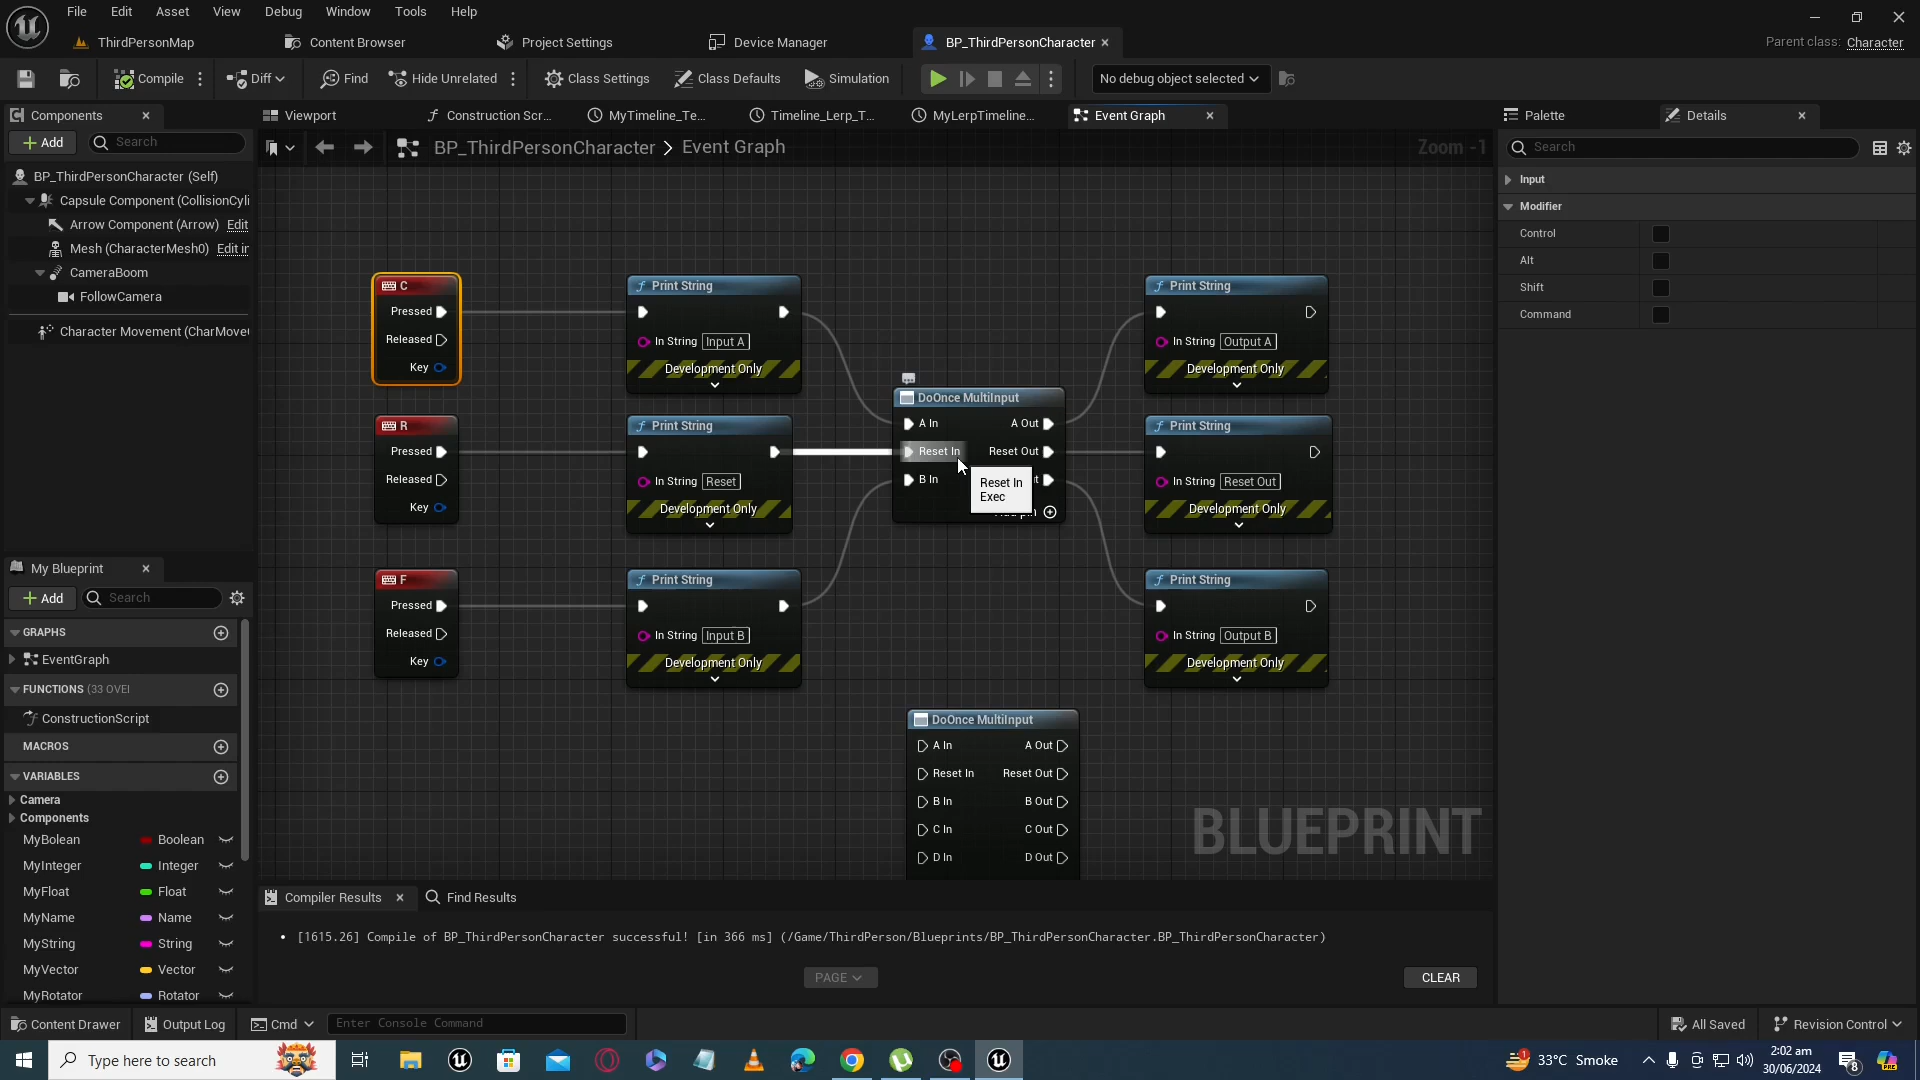 File Edit Asset View Debug Window Tools Help
ThirdPersonMap Content Browser Project Settings Device Manager BP_ThirdPersonCharacter
Parent class: Character
Compile Diff Find Hide Unrelated Class Settings Class Defaults Simulation No debug object selected
Components
Add Search
BP_ThirdPersonCharacter (Self)
Capsule Component (CollisionCyli
Arrow Component (Arrow) Edit
Mesh (CharacterMesh0) Edit in
CameraBoom
FollowCamera
Character Movement (CharMove
My Blueprint
Add Search
GRAPHS
EventGraph
FUNCTIONS (33 OVEI
ConstructionScript
MACROS
VARIABLES
Camera
Components
MyBolean Boolean
MyInteger Integer
MyFloat Float
MyName Name
MyString String
MyVector Vector
MyRotator Rotator
Viewport Construction Scr... MyTimeline_Te... Timeline_Lerp_T... MyLerpTimeline... Event Graph
BP_ThirdPersonCharacter > Event Graph
Zoom -1
C
Pressed
Released
Key
Print String
In String Input A
Development Only
Print String
In String Output A
Development Only
R
Pressed
Released
Key
Print String
In String Reset
Development Only
DoOnce MultiInput
A In A Out
Reset In Reset Out
B In
Reset In
Exec
Print String
In String Reset Out
Development Only
F
Pressed
Released
Key
Print String
In String Input B
Development Only
Print String
In String Output B
Development Only
DoOnce MultiInput
A In A Out
Reset In Reset Out
B In B Out
C In C Out
D In D Out
BLUEPRINT
Compiler Results Find Results
[1615.26] Compile of BP_ThirdPersonCharacter successful! [in 366 ms] (/Game/ThirdPerson/Blueprints/BP_ThirdPersonCharacter.BP_ThirdPersonCharacter)
PAGE CLEAR
Palette Details
Search
Input
Modifier
Control
Alt
Shift
Command
Content Drawer Output Log Cmd Enter Console Command All Saved Revision Control
Type here to search
1
33°C Smoke
2:02 am
30/06/2024
8
PRE